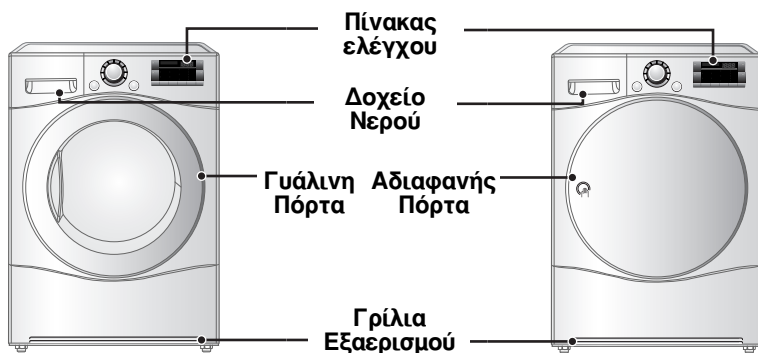 Πίνακας
ελέγχου
Δοχείο
Νερού
Γυάλινη
Πόρτα
Αδιαφανής
Πόρτα
Γρίλια
Εξαερισμού